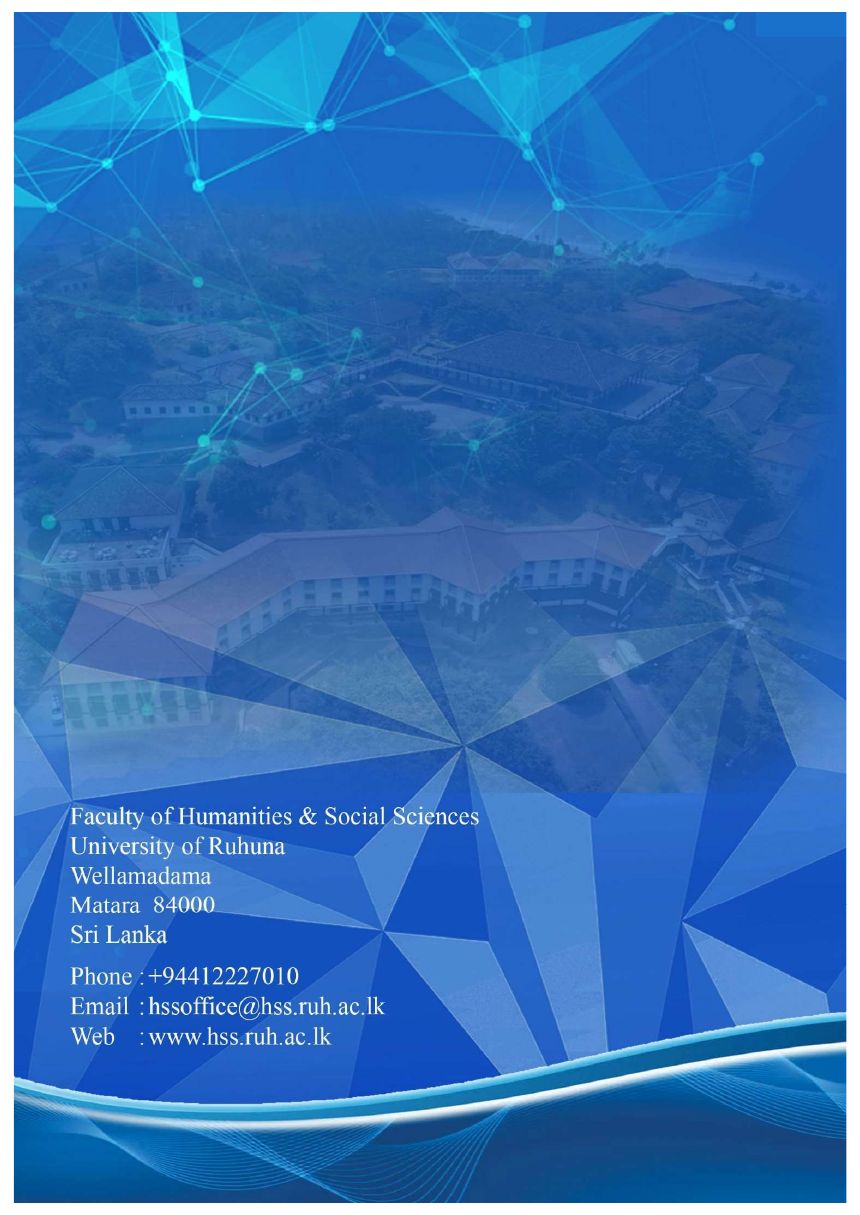 Faculty of Humanities & Social Sciences
University of Ruhuna
Wellamadama
Matara 84000
Sri Lanka
Phone : +94412227010
Email : hssoffice@hss.ruh.ac.lk
Web : www.hss.ruh.ac.lk